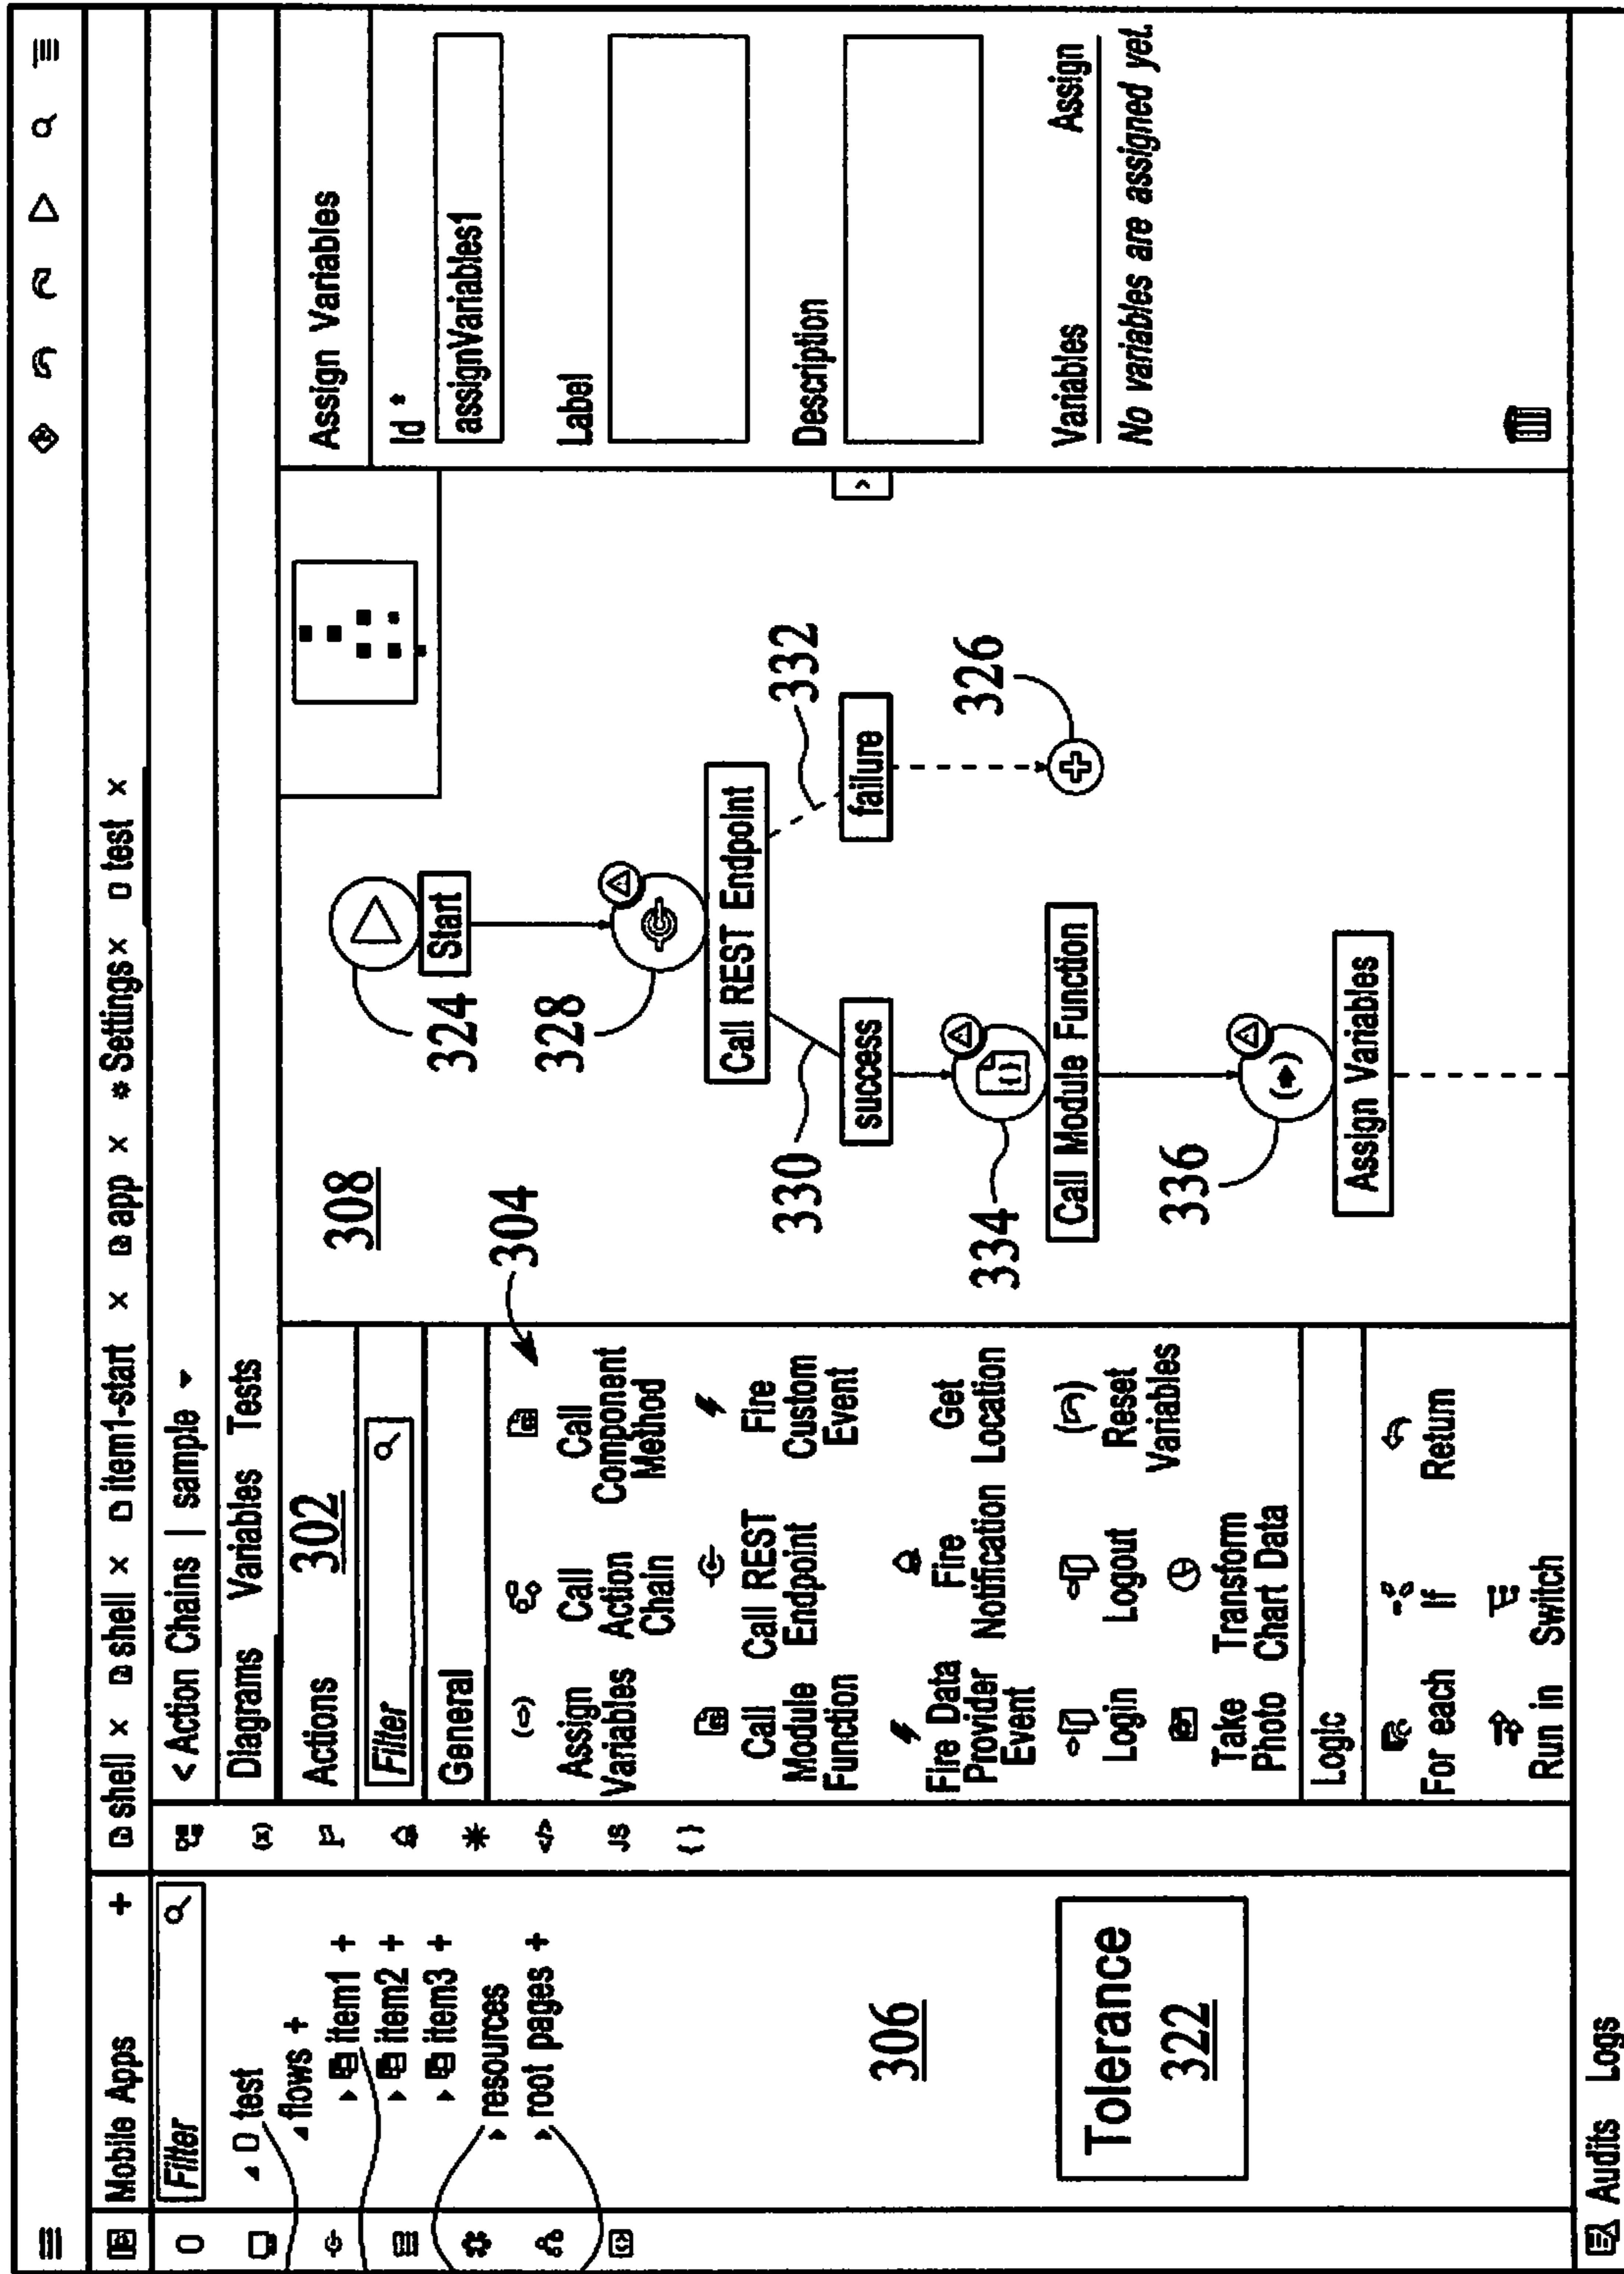 Mobile Apps +
shell × shell × item1-start × app × Settings × test ×
Filter
test
flows +
item1 +
item2 +
item3 +
resources
root pages +
306
Tolerance
322
(x)
</>
JS
{ }
< Action Chains | sample
Diagrams Variables Tests
Actions 302
Filter
General
304
Assign Variables
Call Action Chain
Call Component Method
Call Module Function
Call REST Endpoint
Fire Custom Event
Fire Data Provider Event
Fire Notification
Get Location
Login
Logout
Reset Variables
Take Photo
Transform Chart Data
Logic
For each
If
Return
Run in
Switch
308
324
Start
328
Call REST Endpoint
330
332
success
failure
326
334
Call Module Function
336
Assign Variables
Assign Variables
Id *
assignVariables1
Label
Description
Variables Assign
No variables are assigned yet.
Audits Logs